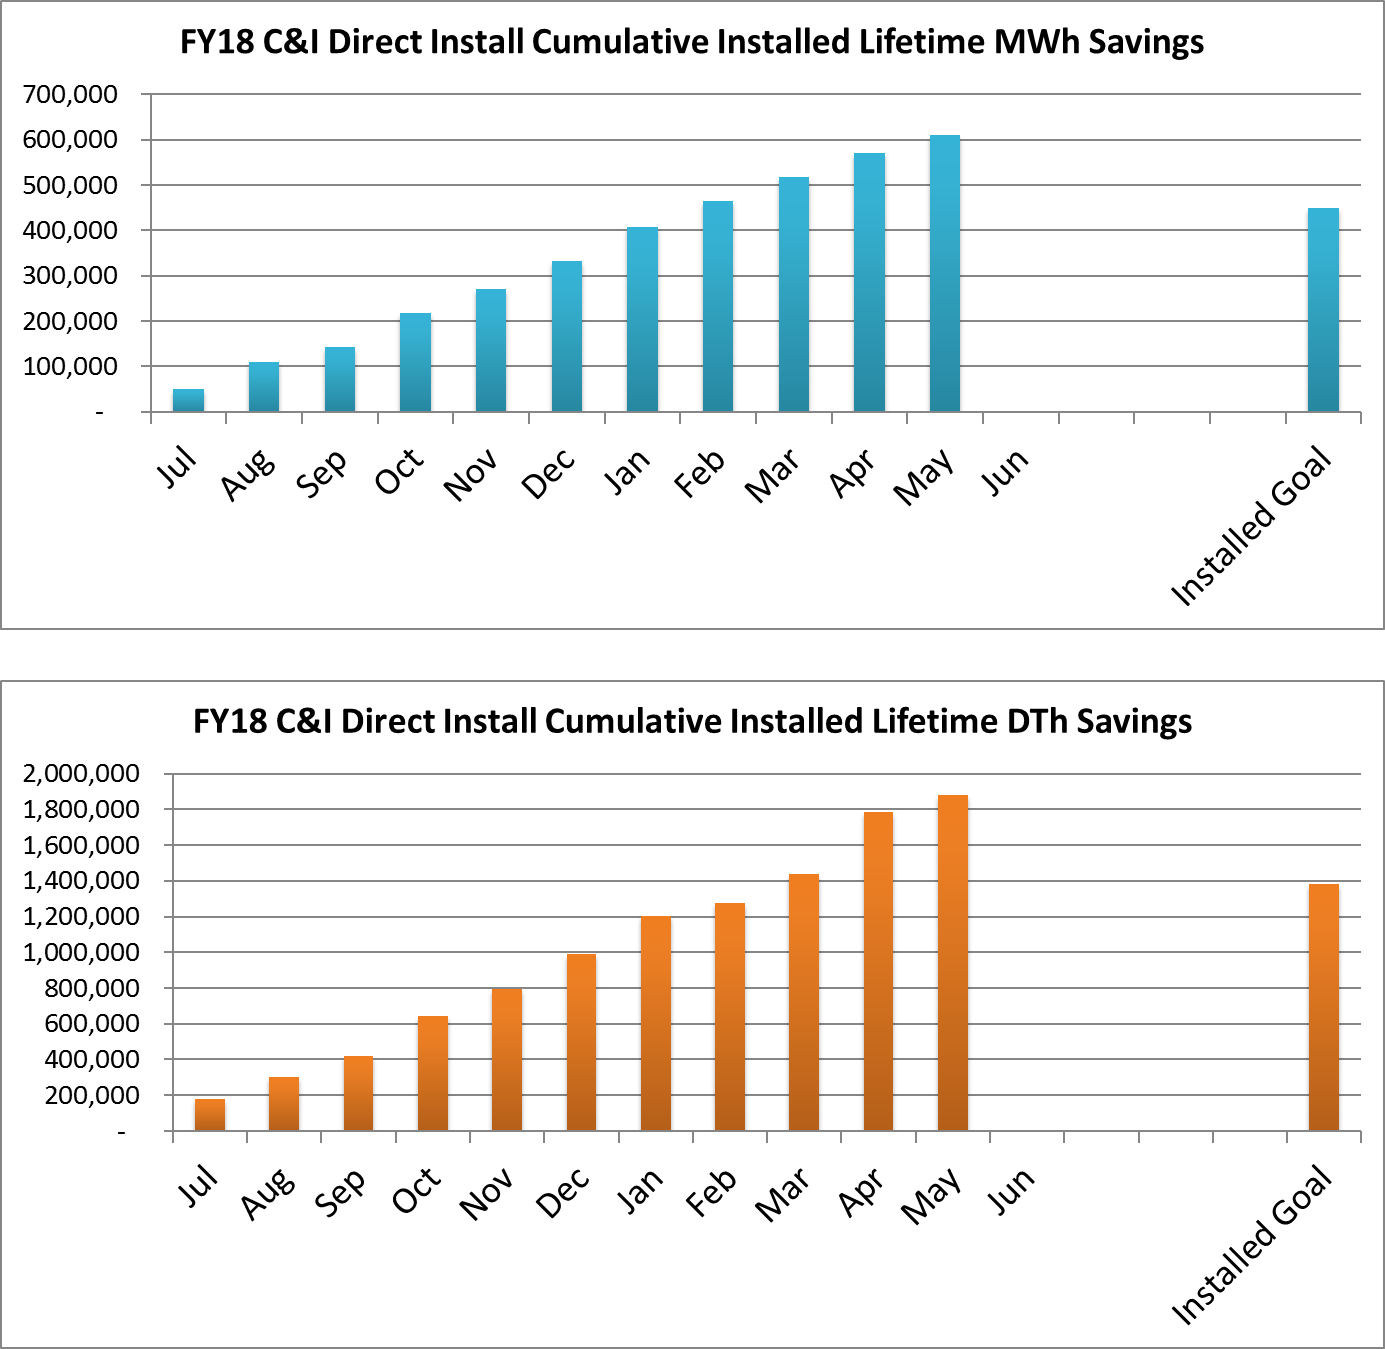 FY18 C&I Direct Install Cumulative Installed Lifetime MWh Savings
700,000
600,000
500,000
400,000
300,000
200,000
100,000
-
Jul
Aug
Sep
Oct
Nov
Dec
Jan
Feb
Mar
Apr
May
Jun
Installed Goal
FY18 C&I Direct Install Cumulative Installed Lifetime DTh Savings
2,000,000
1,800,000
1,600,000
1,400,000
1,200,000
1,000,000
800,000
600,000
400,000
200,000
-
Jul
Aug
Sep
Oct
Nov
Dec
Jan
Feb
Mar
Apr
May
Jun
Installed Goal